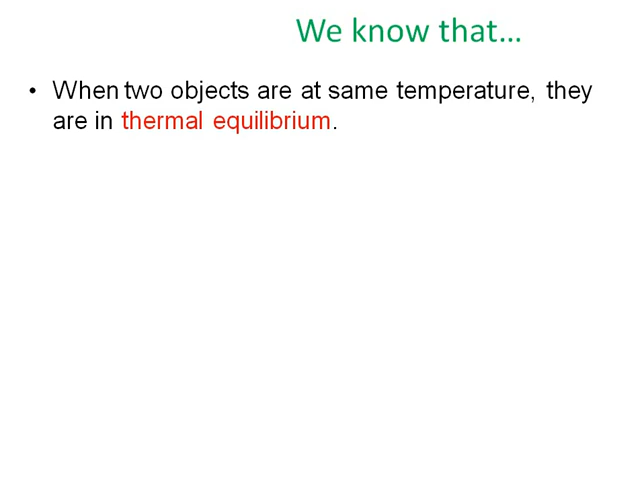 We know that…
• When two objects are at same temperature, they
are in thermal equilibrium.